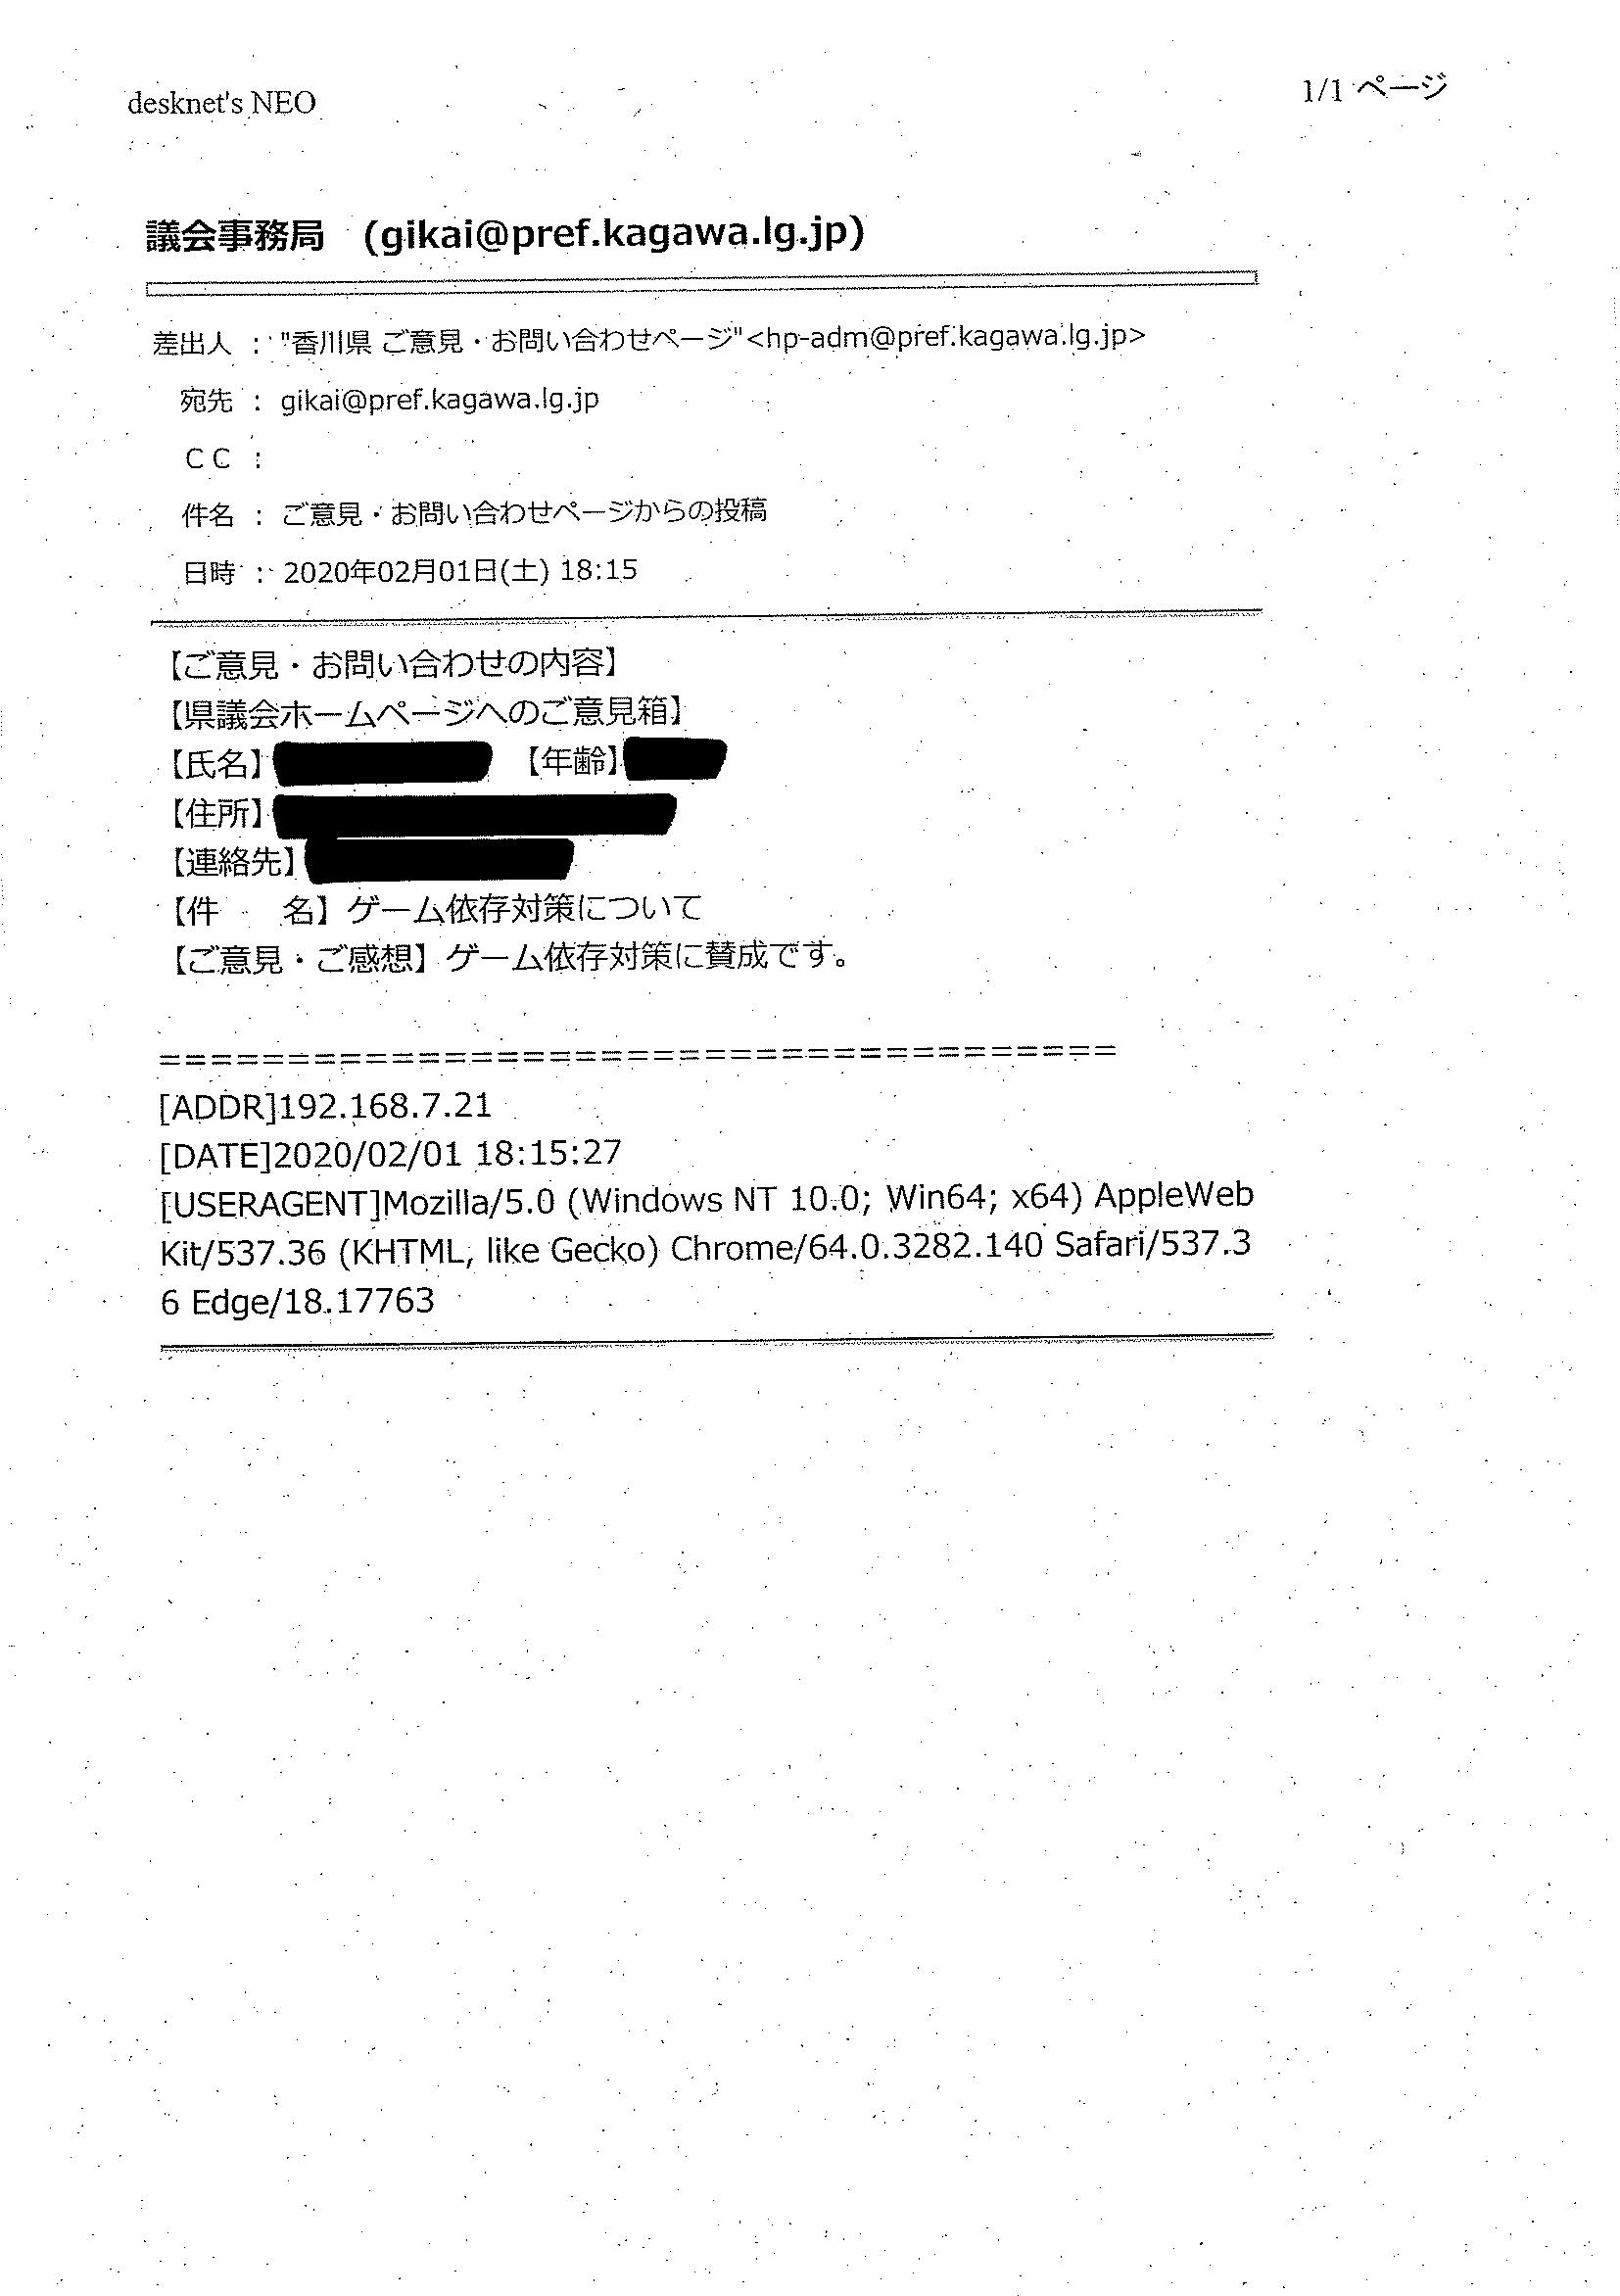 desknet's NEO
1/1 ページ
議会事務局 (gikai@pref.kagawa.lg.jp)
差出人 : "香川県 ご意見・お問い合わせページ"<hp-adm@pref.kagawa.lg.jp>
宛先 : gikai@pref.kagawa.lg.jp
CC :
件名 : ご意見・お問い合わせページからの投稿
日時 : 2020年02月01日(土) 18:15
【ご意見・お問い合わせの内容】
【県議会ホームページへのご意見箱】
【氏名】 【年齢】
【住所】
【連絡先】
【件　　名】ゲーム依存対策について
【ご意見・ご感想】ゲーム依存対策に賛成です。
=====================================
[ADDR]192.168.7.21
[DATE]2020/02/01 18:15:27
[USERAGENT]Mozilla/5.0 (Windows NT 10.0; Win64; x64) AppleWeb
Kit/537.36 (KHTML, like Gecko) Chrome/64.0.3282.140 Safari/537.3
6 Edge/18.17763